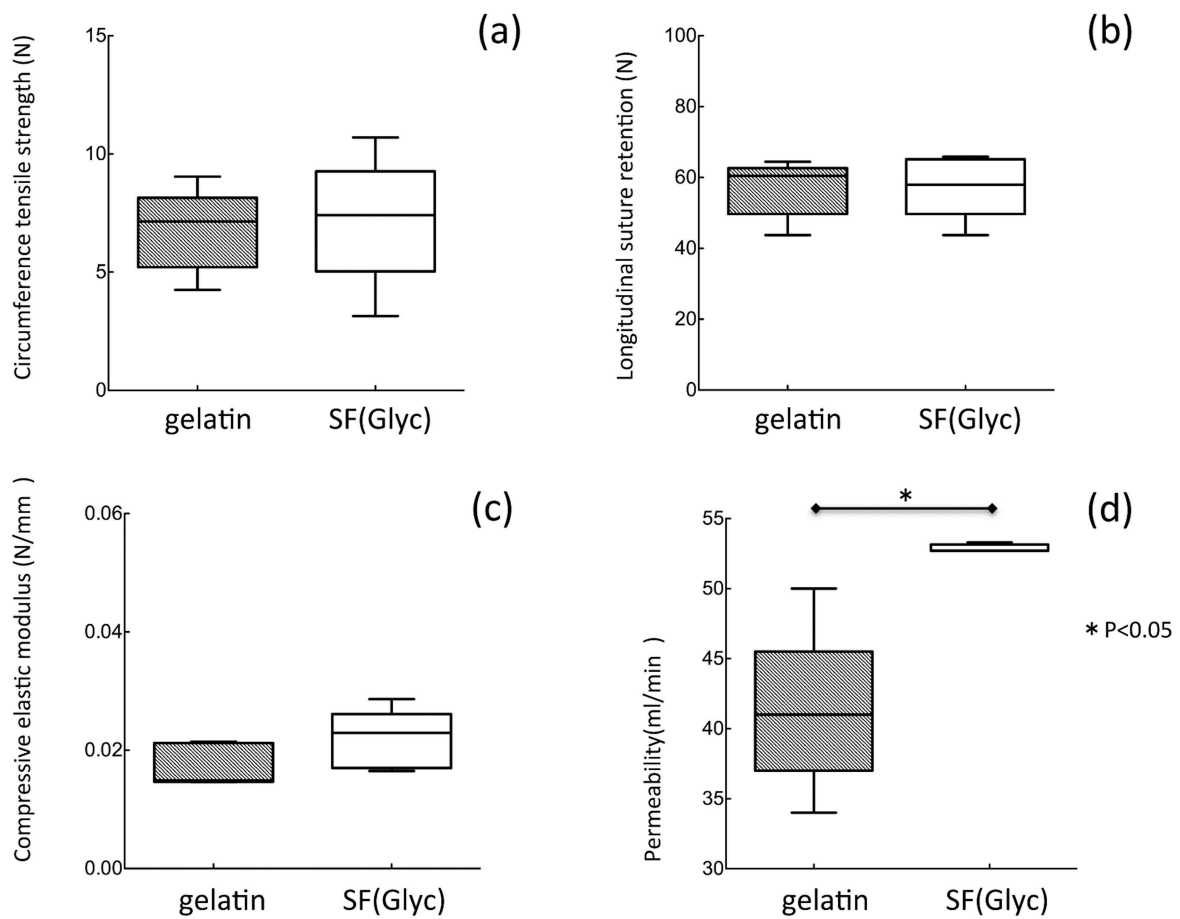 (a)
Circumference tensile strength (N)
15
10
5
0
gelatin
SF(Glyc)
(b)
Longitudinal suture retention (N)
100
80
60
40
20
0
gelatin
SF(Glyc)
(c)
Compressive elastic modulus (N/mm )
0.06
0.04
0.02
0.00
gelatin
SF(Glyc)
(d)
*
Permeability(ml/min )
55
50
45
40
35
30
gelatin
SF(Glyc)
* P<0.05